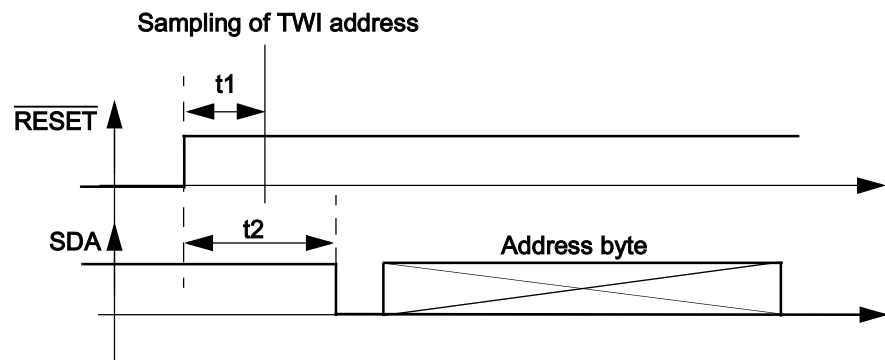 Sampling of TWI address
t1
RESET
t2
SDA
Address byte